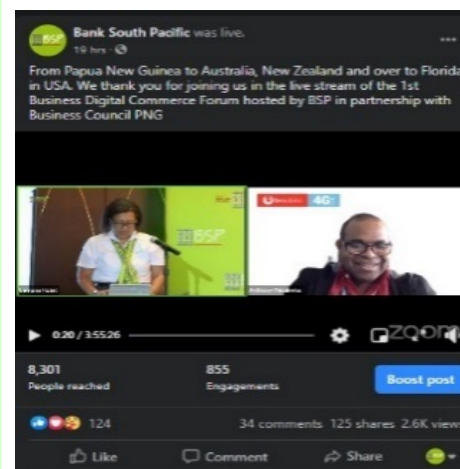 BSP
Bank South Pacific was live.
19 hrs
From Papua New Guinea to Australia, New Zealand and over to Florida
in USA. We thank you for joining us in the live stream of the 1st
Business Digital Commerce Forum hosted by BSP in partnership with
Business Council PNG
4G
BSP
0:20 / 3:55:26
zoom
8,301
855
People reached
Engagements
Boost post
124
34 comments 125 shares 2.6K views
Like
Comment
Share